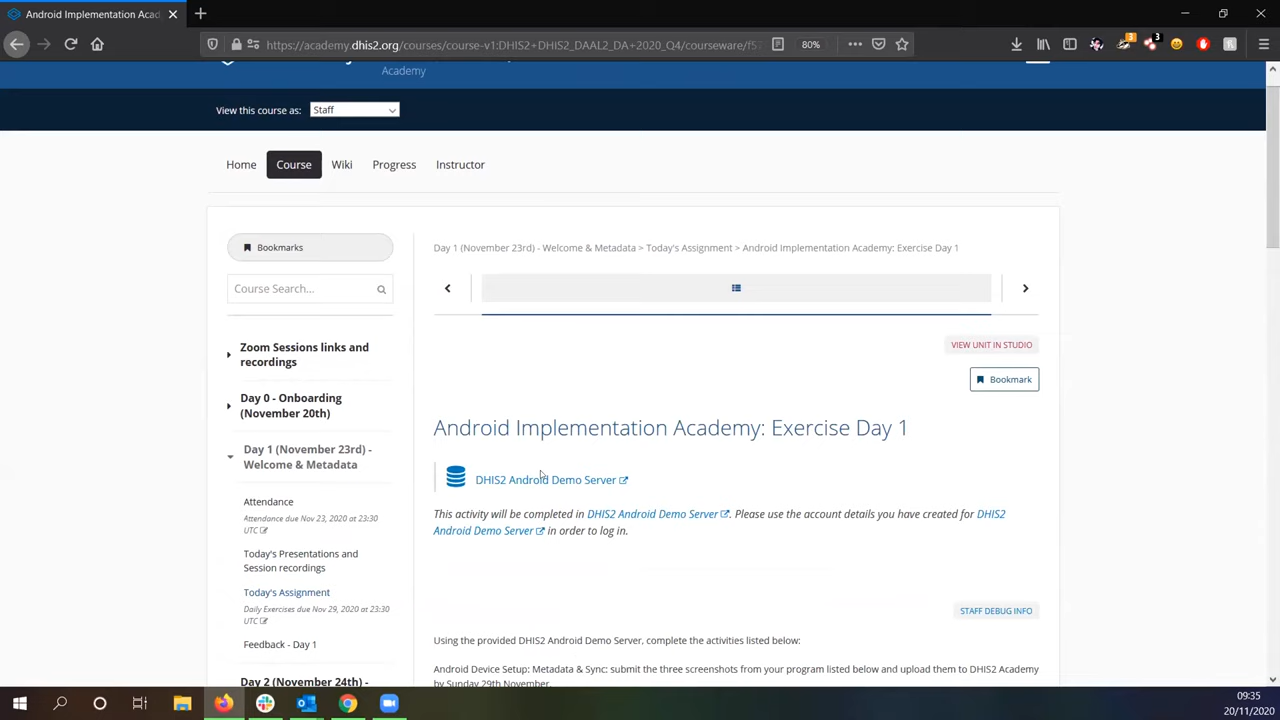 Android Implementation Acad
https://academy.dhis2.org/courses/course-v1:DHIS2+DHIS2_DAAL2_DA+2020_Q4/courseware/f5
80%
3
3
Academy
View this course as:
Staff
Home
Course
Wiki
Progress
Instructor
Bookmarks
Course Search...
Zoom Sessions links and
recordings
Day 0 - Onboarding
(November 20th)
Day 1 (November 23rd) -
Welcome & Metadata
Attendance
Attendance due Nov 23, 2020 at 23:30
UTC
Today's Presentations and
Session recordings
Today's Assignment
Daily Exercises due Nov 29, 2020 at 23:30
UTC
Feedback - Day 1
Day 2 (November 24th) -
Day 1 (November 23rd) - Welcome & Metadata > Today's Assignment > Android Implementation Academy: Exercise Day 1
VIEW UNIT IN STUDIO
Bookmark
Android Implementation Academy: Exercise Day 1
DHIS2 Android Demo Server
This activity will be completed in DHIS2 Android Demo Server. Please use the account details you have created for DHIS2
Android Demo Server in order to log in.
STAFF DEBUG INFO
Using the provided DHIS2 Android Demo Server, complete the activities listed below:
Android Device Setup: Metadata & Sync: submit the three screenshots from your program listed below and upload them to DHIS2 Academy
by Sunday 29th November.
09:35
20/11/2020